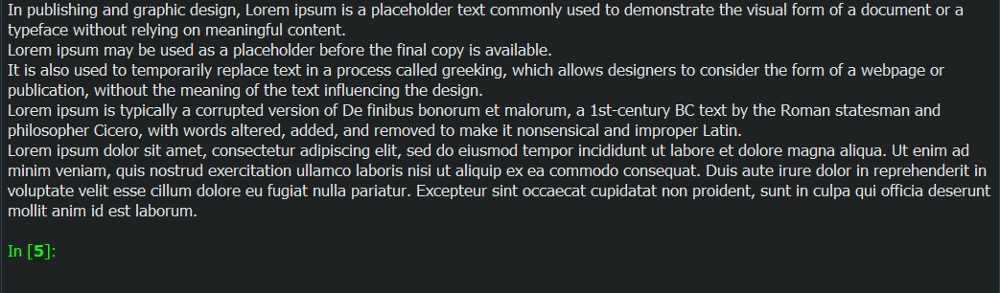 In publishing and graphic design, Lorem ipsum is a placeholder text commonly used to demonstrate the visual form of a document or a
typeface without relying on meaningful content.
Lorem ipsum may be used as a placeholder before the final copy is available.
It is also used to temporarily replace text in a process called greeking, which allows designers to consider the form of a webpage or
publication, without the meaning of the text influencing the design.
Lorem ipsum is typically a corrupted version of De finibus bonorum et malorum, a 1st-century BC text by the Roman statesman and
philosopher Cicero, with words altered, added, and removed to make it nonsensical and improper Latin.
Lorem ipsum dolor sit amet, consectetur adipiscing elit, sed do eiusmod tempor incididunt ut labore et dolore magna aliqua. Ut enim ad
minim veniam, quis nostrud exercitation ullamco laboris nisi ut aliquip ex ea commodo consequat. Duis aute irure dolor in reprehenderit in
voluptate velit esse cillum dolore eu fugiat nulla pariatur. Excepteur sint occaecat cupidatat non proident, sunt in culpa qui officia deserunt
mollit anim id est laborum.
In [5]: